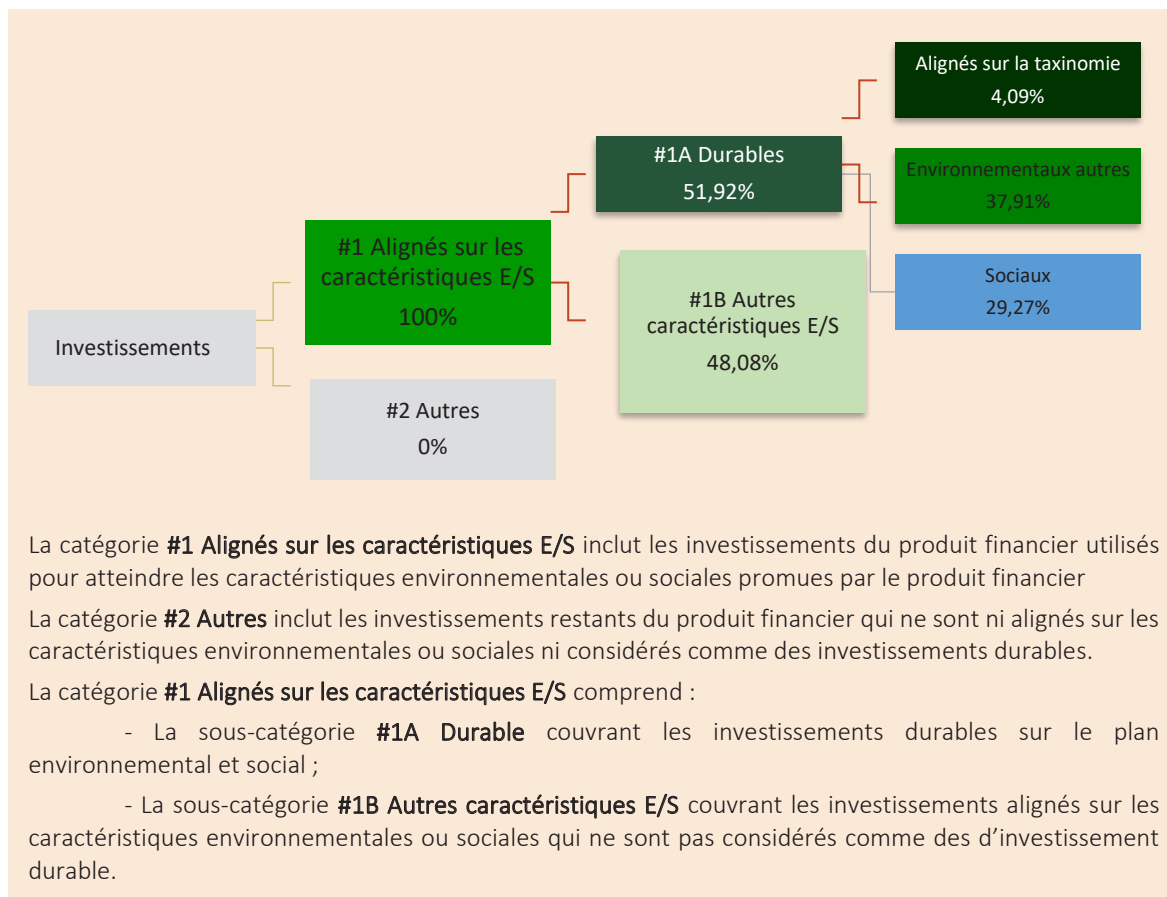 Alignés sur la taxinomie
4,09%
#1A Durables
51,92%
Environnementaux autres
37,91%
#1 Alignés sur les
caractéristiques E/S
100%
Sociaux
29,27%
#1B Autres
caractéristiques E/S
48,08%
Investissements
#2 Autres
0%
La catégorie #1 Alignés sur les caractéristiques E/S inclut les investissements du produit financier utilisés
pour atteindre les caractéristiques environnementales ou sociales promues par le produit financier
La catégorie #2 Autres inclut les investissements restants du produit financier qui ne sont ni alignés sur les
caractéristiques environnementales ou sociales ni considérés comme des investissements durables.
La catégorie #1 Alignés sur les caractéristiques E/S comprend :
- La sous-catégorie #1A Durable couvrant les investissements durables sur le plan
environnemental et social ;
- La sous-catégorie #1B Autres caractéristiques E/S couvrant les investissements alignés sur les
caractéristiques environnementales ou sociales qui ne sont pas considérés comme des d’investissement
durable.